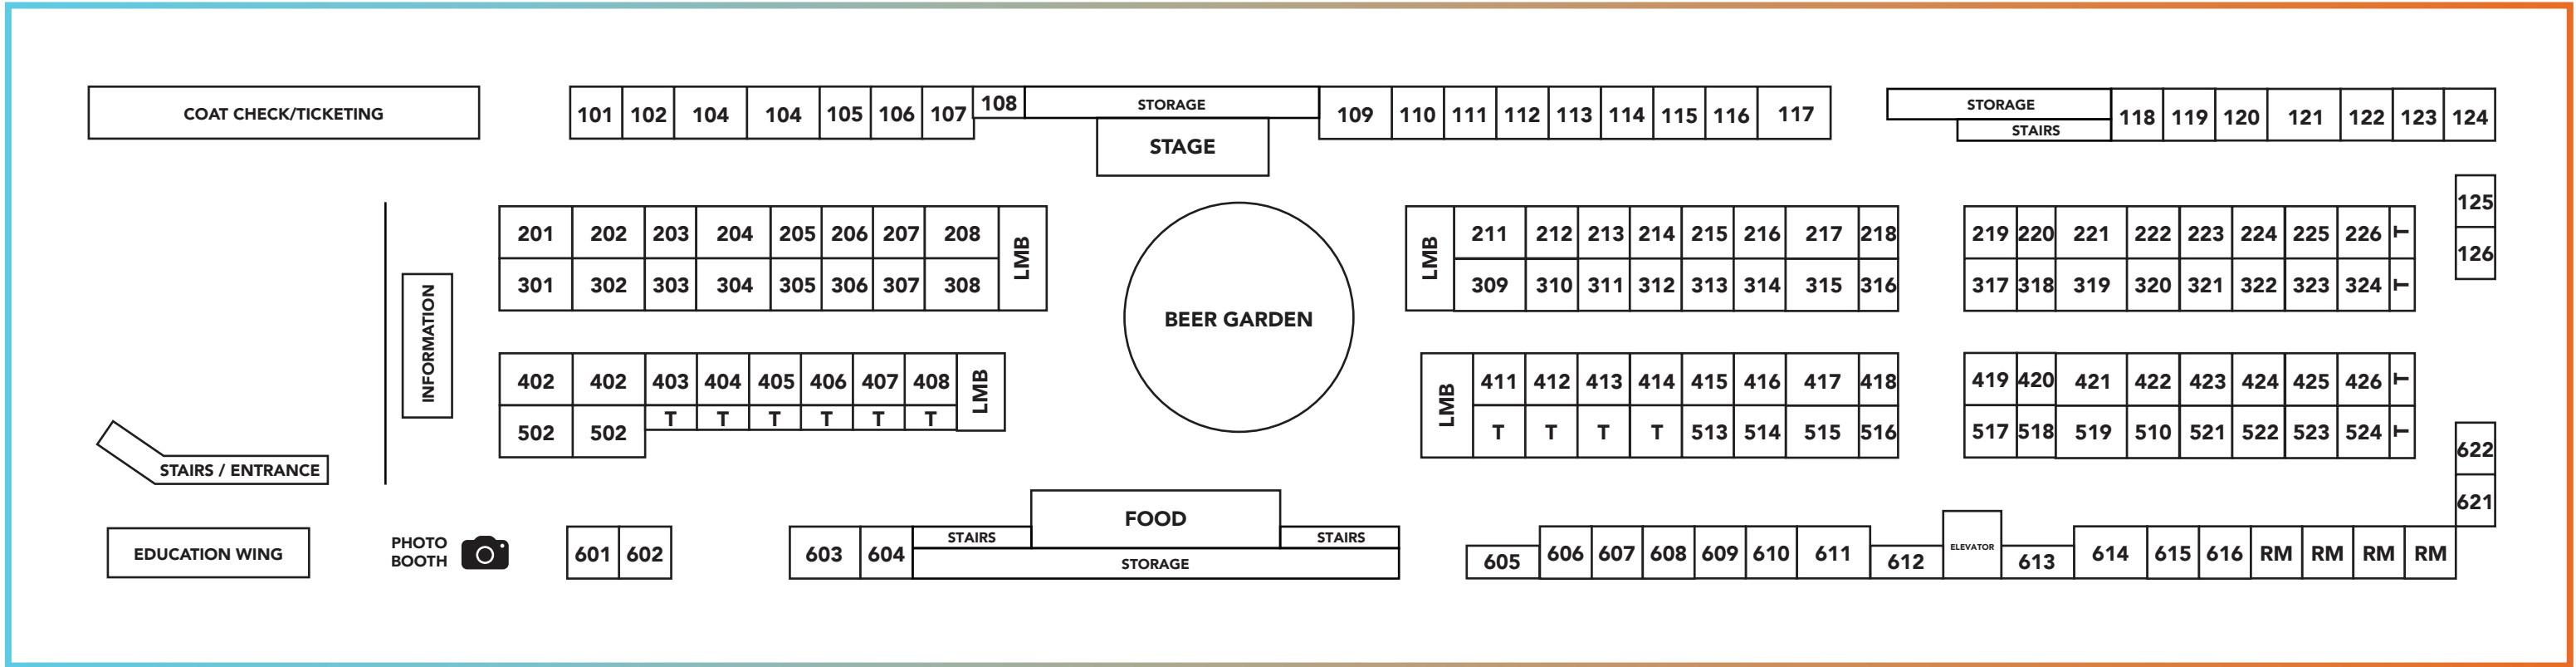 COAT CHECK/TICKETING
101 102 104 104 105 106 107 108 STORAGE 109 110 111 112 113 114 115 116 117 STORAGE 118 119 120 121 122 123 124
STAIRS
STAGE
125
126
201 202 203 204 205 206 207 208 LMB LMB 211 212 213 214 215 216 217 218 219 220 221 222 223 224 225 226 T
301 302 303 304 305 306 307 308 309 310 311 312 313 314 315 316 317 318 319 320 321 322 323 324 T
INFORMATION
BEER GARDEN
402 402 403 404 405 406 407 408 LMB LMB 411 412 413 414 415 416 417 418 419 420 421 422 423 424 425 426 T
502 502 T T T T T T T T T T 513 514 515 516 517 518 519 510 521 522 523 524 T
622
621
STAIRS / ENTRANCE
EDUCATION WING
PHOTO
BOOTH
601 602 603 604
STAIRS
FOOD
STAIRS
STORAGE
605 606 607 608 609 610 611 612 ELEVATOR 613 614 615 616 RM RM RM RM